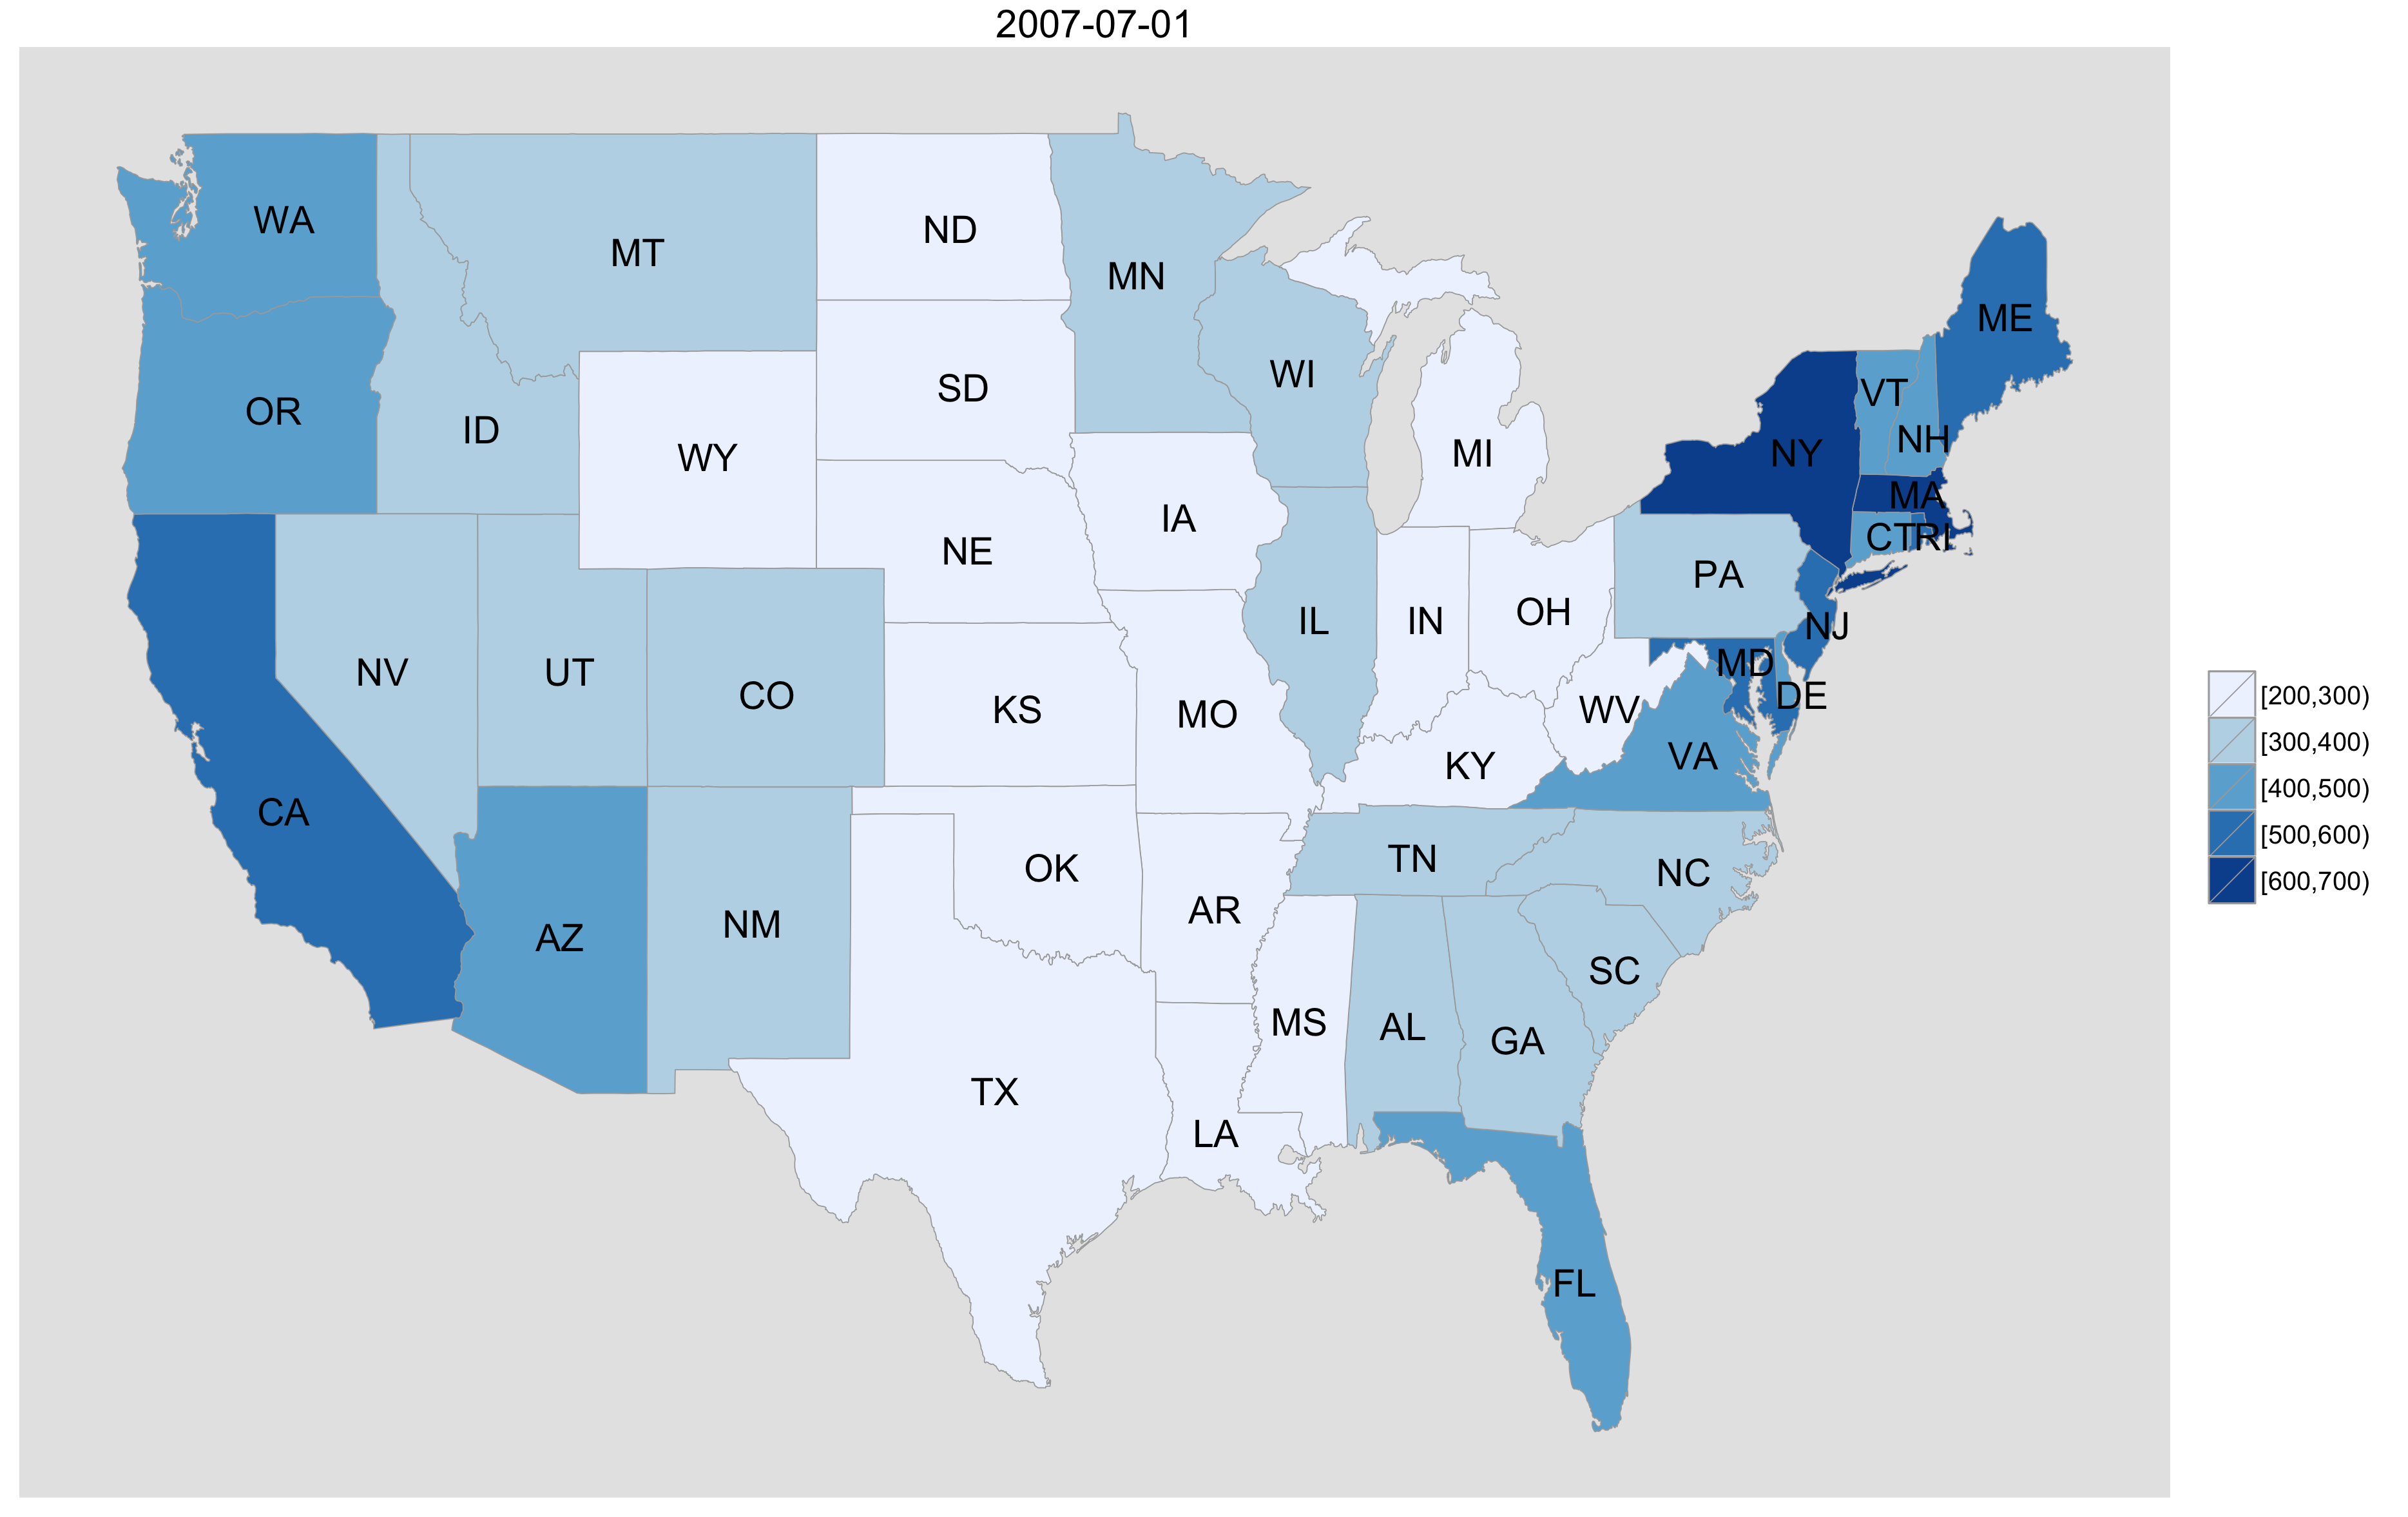 2007-07-01
WA
MT
ND
MN
ME
OR
ID
WY
SD
WI
MI
VT
NY
NH
MA
CT
RI
NE
IA
PA
NV
UT
CO
KS
MO
IL
IN
OH
NJ
MD
DE
WV
VA
KY
CA
AZ
NM
OK
AR
TN
NC
SC
TX
LA
MS
AL
GA
FL
[200,300)
[300,400)
[400,500)
[500,600)
[600,700)